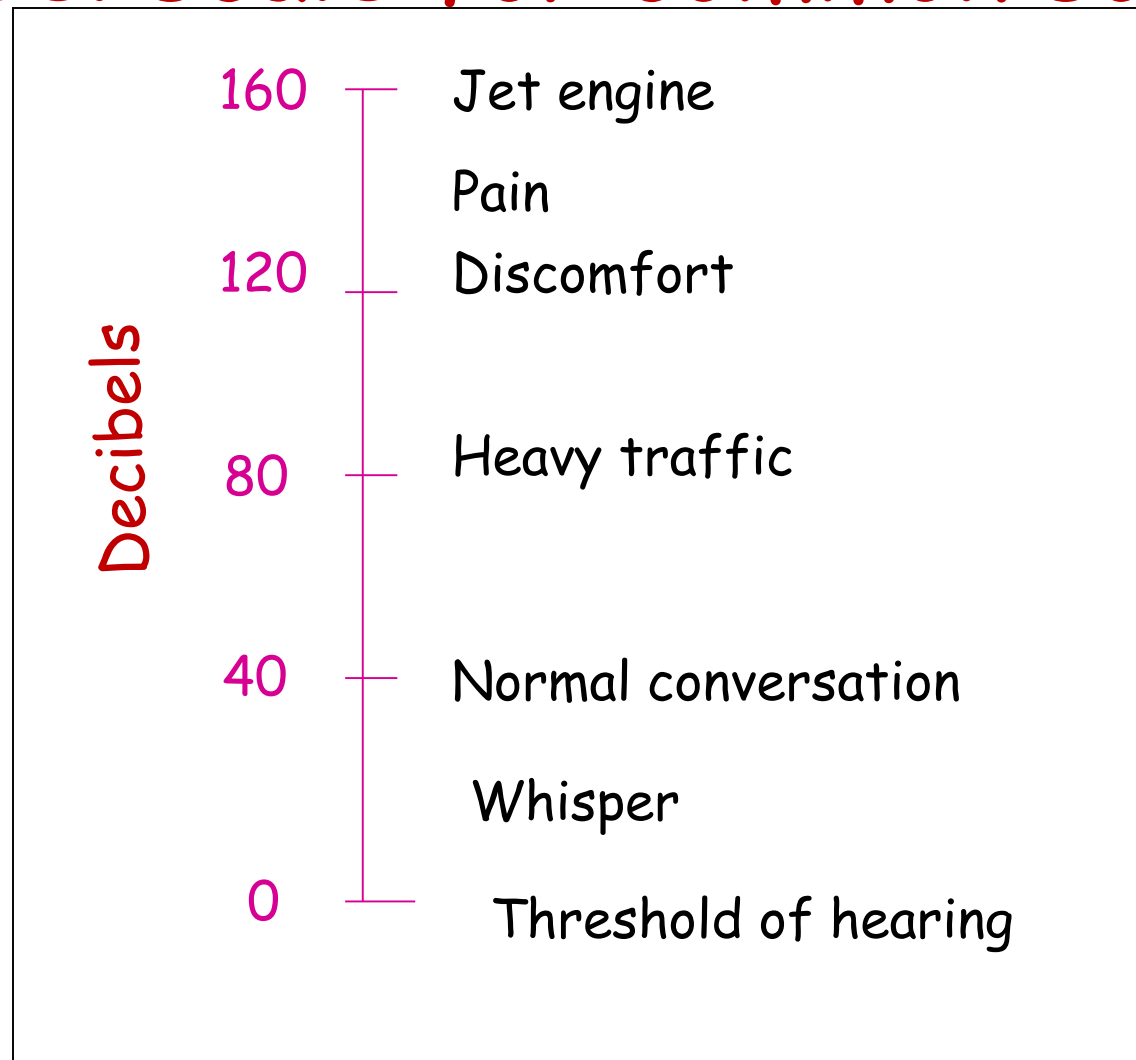 160 Jet engine
Pain
120 Discomfort
Decibels
80 Heavy traffic
40 Normal conversation
Whisper
0 Threshold of hearing